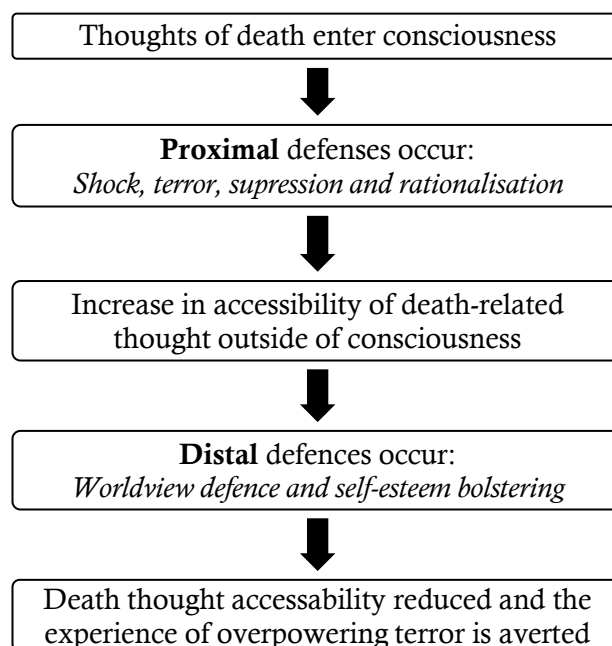 Thoughts of death enter consciousness
Proximal defenses occur:
Shock, terror, supression and rationalisation
Increase in accessibility of death-related
thought outside of consciousness
Distal defences occur:
Worldview defence and self-esteem bolstering
Death thought accessability reduced and the
experience of overpowering terror is averted